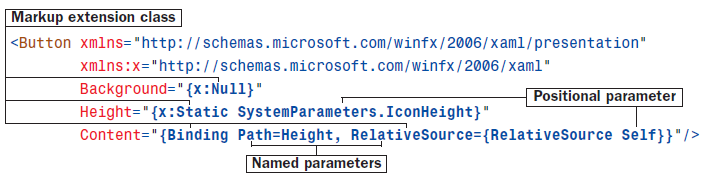 Markup extension class
<Button xmlns="http://schemas.microsoft.com/winfx/2006/xaml/presentation"
xmlns:x="http://schemas.microsoft.com/winfx/2006/xaml"
Background="{x:Null}"
Positional parameter
Height="{x:Static SystemParameters.IconHeight}"
Content="{Binding Path=Height, RelativeSource={RelativeSource Self}}"/>
Named parameters